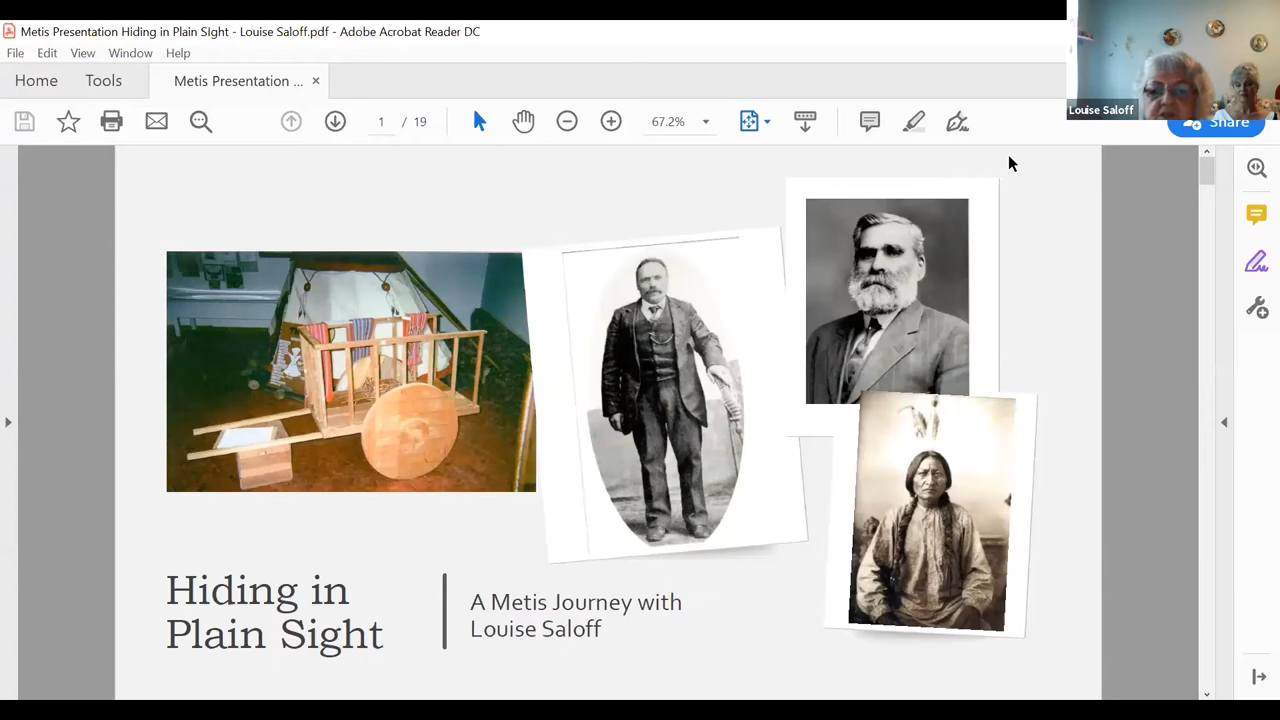 Metis Presentation Hiding in Plain SIght - Louise Saloff.pdf - Adobe Acrobat Reader DC
File Edit View Window Help
Home Tools Metis Presentation ... ×
1 / 19 67.2%
Louise Saloff
Share
Hiding in
Plain Sight
A Metis Journey with
Louise Saloff